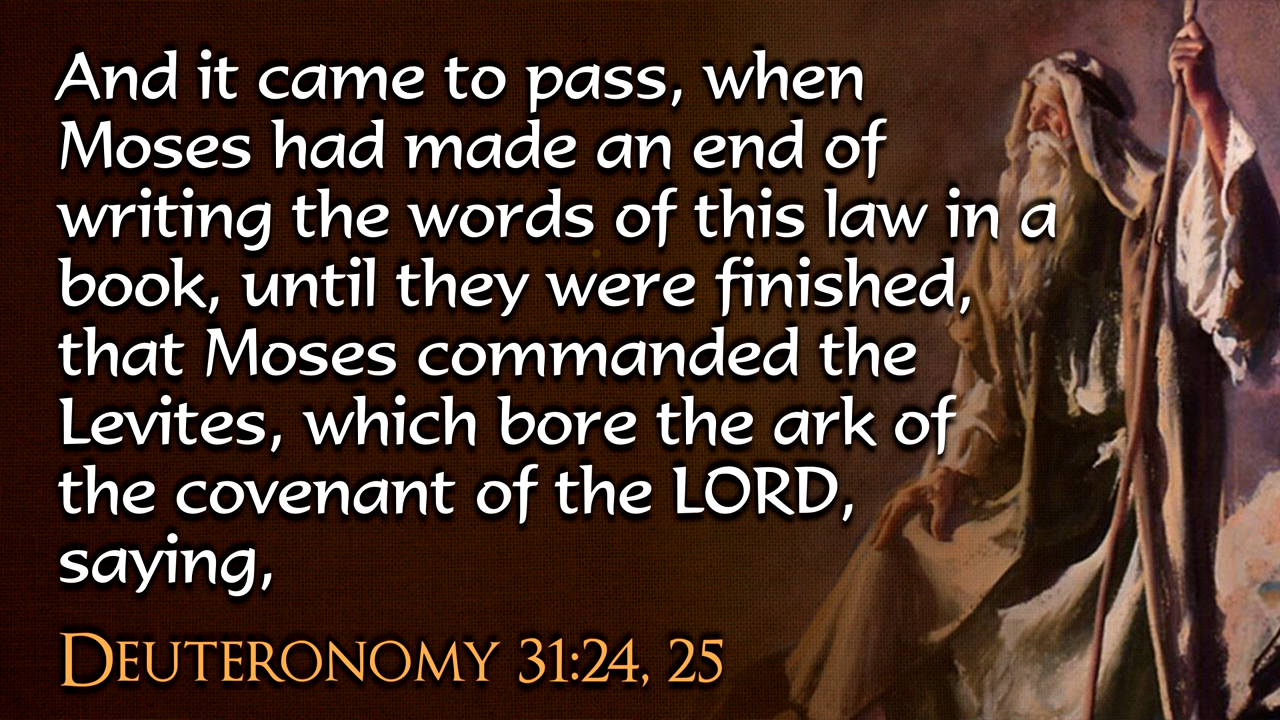 And it came to pass, when
Moses had made an end of
writing the words of this law in a
book, until they were finished,
that Moses commanded the
Levites, which bore the ark of
the covenant of the LORD,
saying,
DEUTERONOMY 31:24, 25